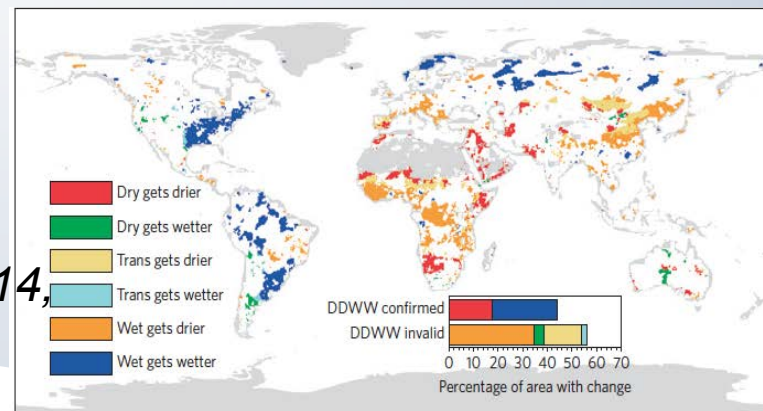 Dry gets drier
Dry gets wetter
Trans gets drier
14,
Trans gets wetter
Wet gets drier
Wet gets wetter
DDWW confirmed
DDWW invalid
0 10 20 30 40 50 60 70
Percentage of area with change